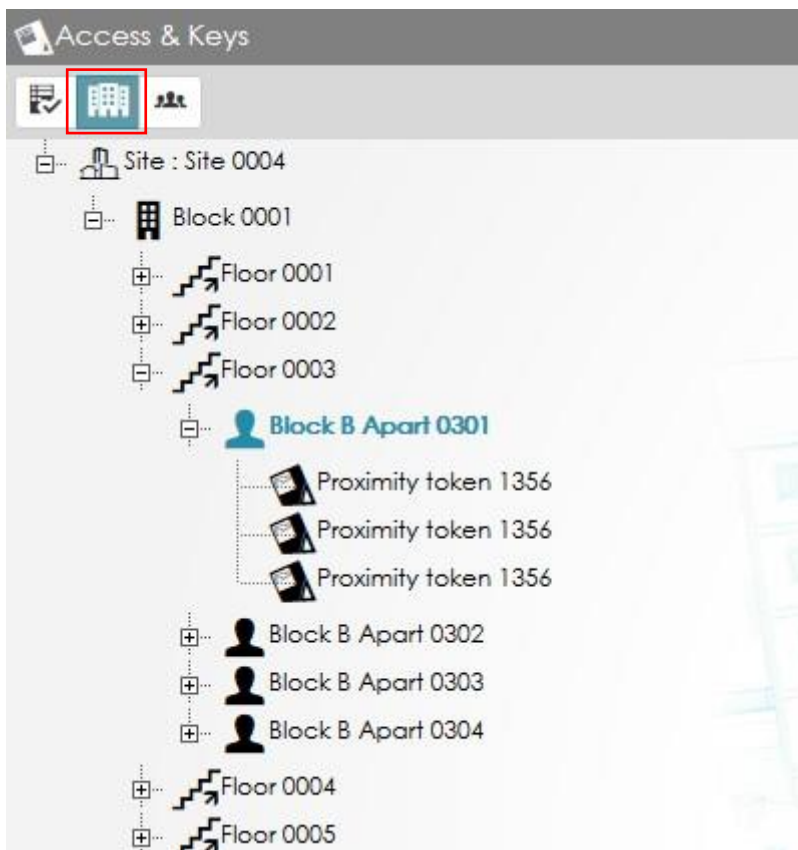 Access & Keys
Site : Site 0004
Block 0001
Floor 0001
Floor 0002
Floor 0003
Block B Apart 0301
Proximity token 1356
Proximity token 1356
Proximity token 1356
Block B Apart 0302
Block B Apart 0303
Block B Apart 0304
Floor 0004
Floor 0005